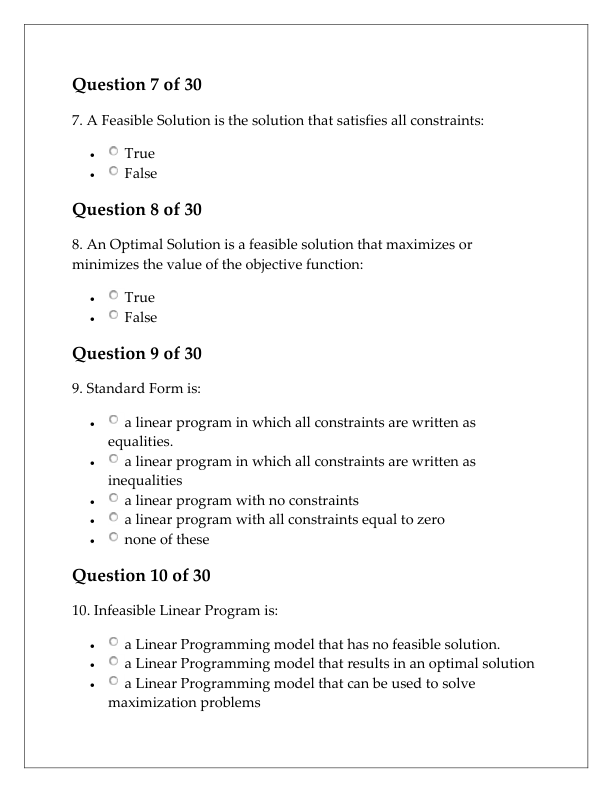 Question 7 of 30
7. A Feasible Solution is the solution that satisfies all constraints:
• True
• False
Question 8 of 30
8. An Optimal Solution is a feasible solution that maximizes or
minimizes the value of the objective function:
• True
• False
Question 9 of 30
9. Standard Form is:
• a linear program in which all constraints are written as
equalities.
• a linear program in which all constraints are written as
inequalities
• a linear program with no constraints
• a linear program with all constraints equal to zero
• none of these
Question 10 of 30
10. Infeasible Linear Program is:
• a Linear Programming model that has no feasible solution.
• a Linear Programming model that results in an optimal solution
• a Linear Programming model that can be used to solve
maximization problems